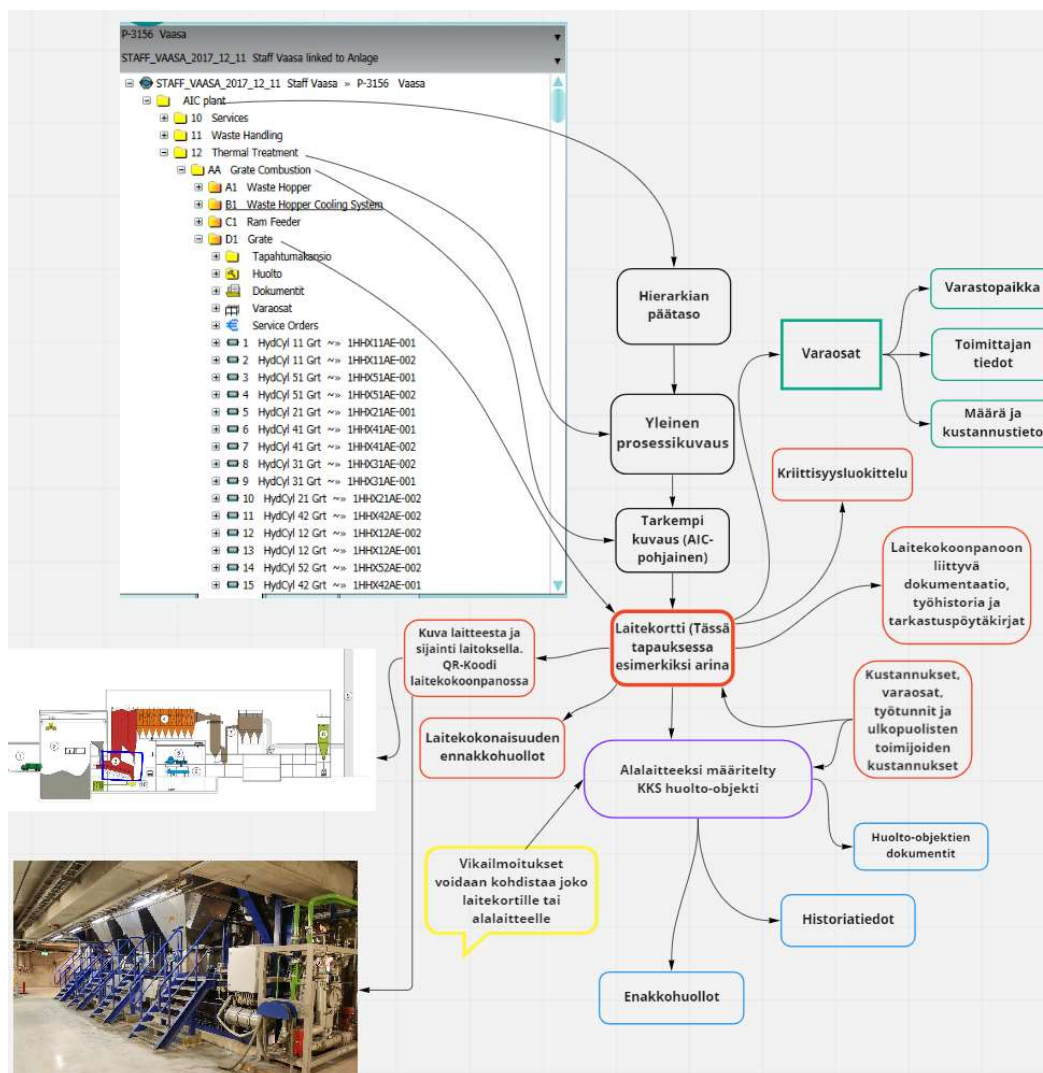 P-3156 Vaasa
STAFF_VAASA_2017_12_11 Staff Vaasa linked to Anlage
STAFF_VAASA_2017_12_11 Staff Vaasa » P-3156 Vaasa
AIC plant
10 Services
11 Waste Handling
12 Thermal Treatment
AA Grate Combustion
A1 Waste Hopper
B1 Waste Hopper Cooling System
C1 Ram Feeder
D1 Grate
Tapahtumakansio
Huolto
Dokumentit
Varaosat
Service Orders
1 HydCyl 11 Grt ~» 1HHX11AE-001
2 HydCyl 11 Grt ~» 1HHX11AE-002
3 HydCyl 51 Grt ~» 1HHX51AE-001
4 HydCyl 51 Grt ~» 1HHX51AE-002
5 HydCyl 21 Grt ~» 1HHX21AE-001
6 HydCyl 41 Grt ~» 1HHX41AE-001
7 HydCyl 41 Grt ~» 1HHX41AE-002
8 HydCyl 31 Grt ~» 1HHX31AE-002
9 HydCyl 31 Grt ~» 1HHX31AE-001
10 HydCyl 21 Grt ~» 1HHX21AE-002
11 HydCyl 42 Grt ~» 1HHX42AE-002
12 HydCyl 12 Grt ~» 1HHX12AE-002
13 HydCyl 12 Grt ~» 1HHX12AE-001
14 HydCyl 52 Grt ~» 1HHX52AE-002
15 HydCyl 42 Grt ~» 1HHX42AE-001
Hierarkian
päätaso
Yleinen
prosessikuvaus
Tarkempi
kuvaus (AIC-
pohjainen)
Laitekortti (Tässä
tapauksessa
esimerkiksi arina
Varaosat
Varastopaikka
Toimittajan
tiedot
Määrä ja
kustannustieto
Kriittisyysluokittelu
Laitekokoonpanoon
liittyvä
dokumentaatio,
työhistoria ja
tarkastuspöytäkirjat
Kuva laitteesta ja
sijainti laitoksella.
QR-Koodi
laitekokoonpanossa
Laitekokonaisuuden
ennakkohuollot
Kustannukset,
varaosat,
työtunnit ja
ulkopuolisten
toimijoiden
kustannukset
Alalaitteeksi määritelty
KKS huolto-objekti
Vikailmoitukset
voidaan kohdistaa joko
laitekortille tai
alalaitteelle
Huolto-objektien
dokumentit
Historiatiedot
Enakkohuollot